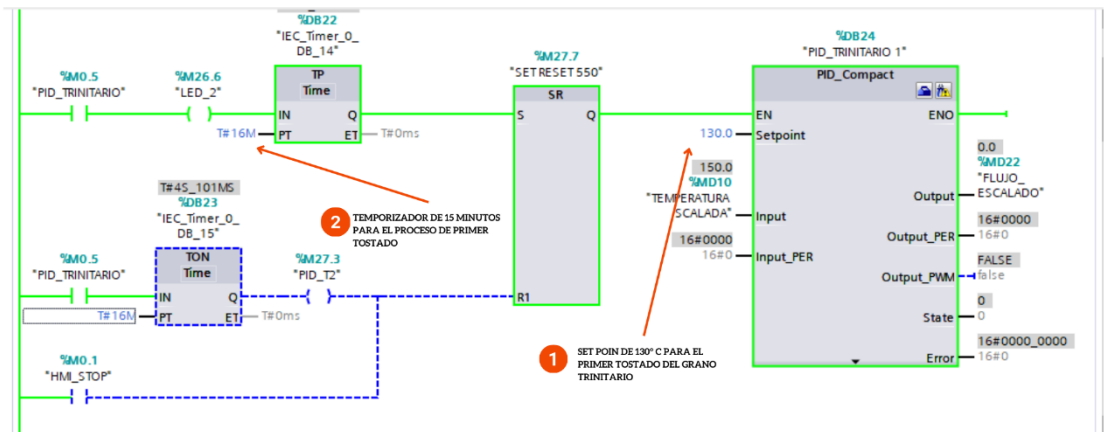 %DB22
"IEC_Timer_0_
DB_14"
TP
Time
IN Q
T#16M PT ET T#0ms
%M0.5
"PID_TRINITARIO"
%M26.6
"LED_2"
%M27.7
"SET RESET 550"
SR
S Q
R1
%DB24
"PID_TRINITARIO 1"
PID_Compact
EN ENO
130.0 Setpoint
150.0
%MD10
"TEMPERATURA
SCALADA" Input
16#0000
16#0 Input_PER
0.0
%MD22
"FLUJO_
Output ESCALADO"
16#0000
Output_PER 16#0
FALSE
Output_PWM false
0
State 0
16#0000_0000
Error 16#0
2
TEMPORIZADOR DE 15 MINUTOS
PARA EL PROCESO DE PRIMER
TOSTADO
T#4S_101MS
%DB23
"IEC_Timer_0_
DB_15"
TON
Time
IN Q
T#16M PT ET T#0ms
%M0.5
"PID_TRINITARIO"
%M27.3
"PID_T2"
%M0.1
"HMI_STOP"
1
SET POIN DE 130° C PARA EL
PRIMER TOSTADO DEL GRANO
TRINITARIO